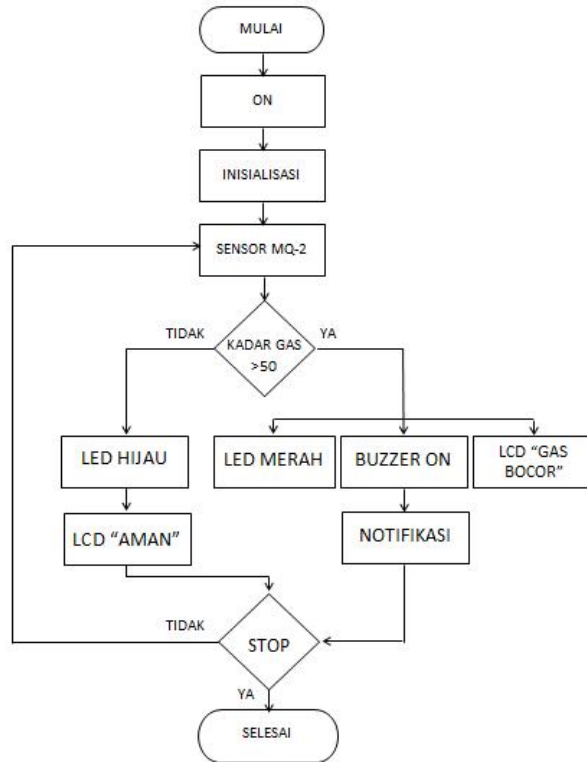 MULAI
ON
INISIALISASI
SENSOR MQ-2
TIDAK
YA
KADAR GAS
>50
LED HIJAU
LED MERAH
BUZZER ON
LCD “GAS
BOCOR”
LCD “AMAN”
NOTIFIKASI
TIDAK
STOP
YA
SELESAI